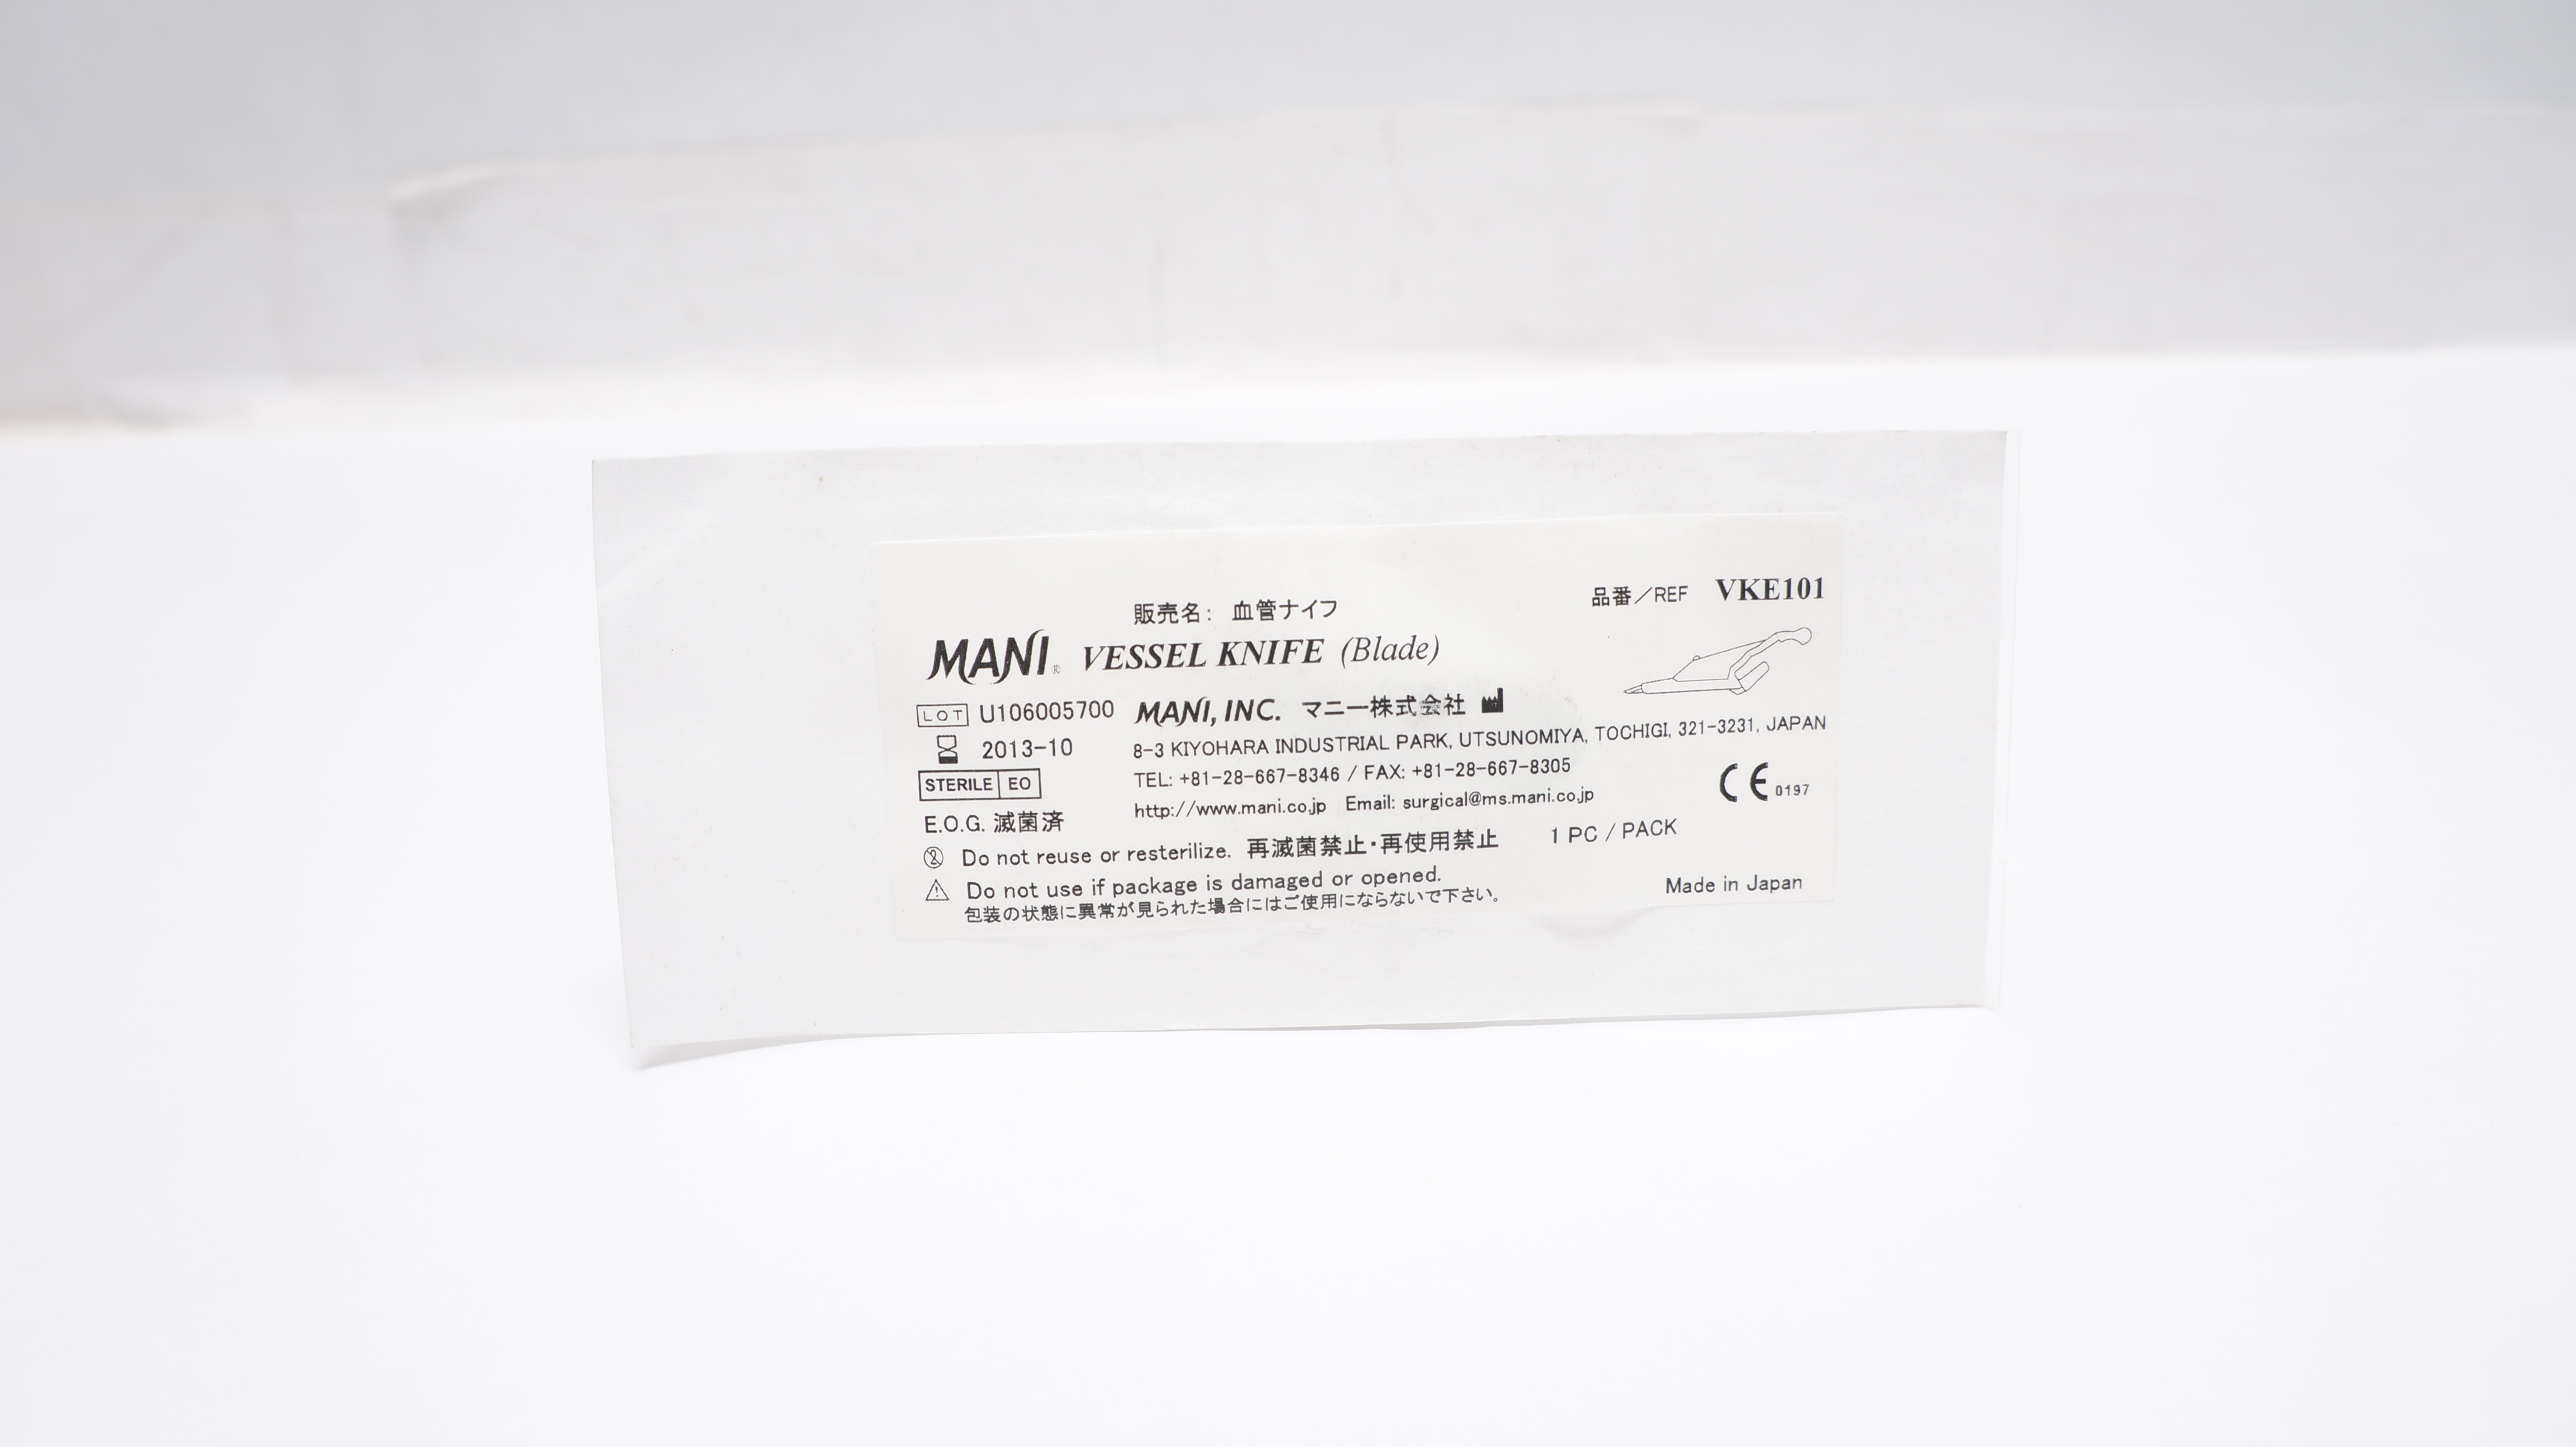 品番／REF VKE101
販売名： 血管ナイフ
MANI® VESSEL KNIFE (Blade)
LOT U106005700 MANI, INC. マニー株式会社
2013-10 8-3 KIYOHARA INDUSTRIAL PARK, UTSUNOMIYA, TOCHIGI, 321-3231, JAPAN
STERILE EO TEL: +81-28-667-8346 / FAX: +81-28-667-8305
CE 0197
E.O.G. 滅菌済 http://www.mani.co.jp Email: surgical@ms.mani.co.jp
2 Do not reuse or resterilize. 再滅菌禁止・再使用禁止 1 PC / PACK
Do not use if package is damaged or opened.
包装の状態に異常が見られた場合にはご使用にならないで下さい。
Made in Japan